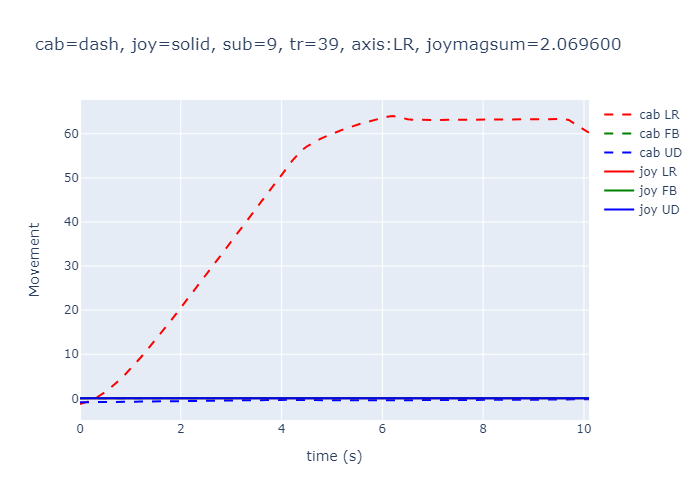 cab=dash, joy=solid, sub=9, tr=39, axis:LR, joymagsum=2.069600
cab LR
cab FB
cab UD
joy LR
joy FB
joy UD
Movement
60
50
40
30
20
10
0
0 2 4 6 8 10
time (s)